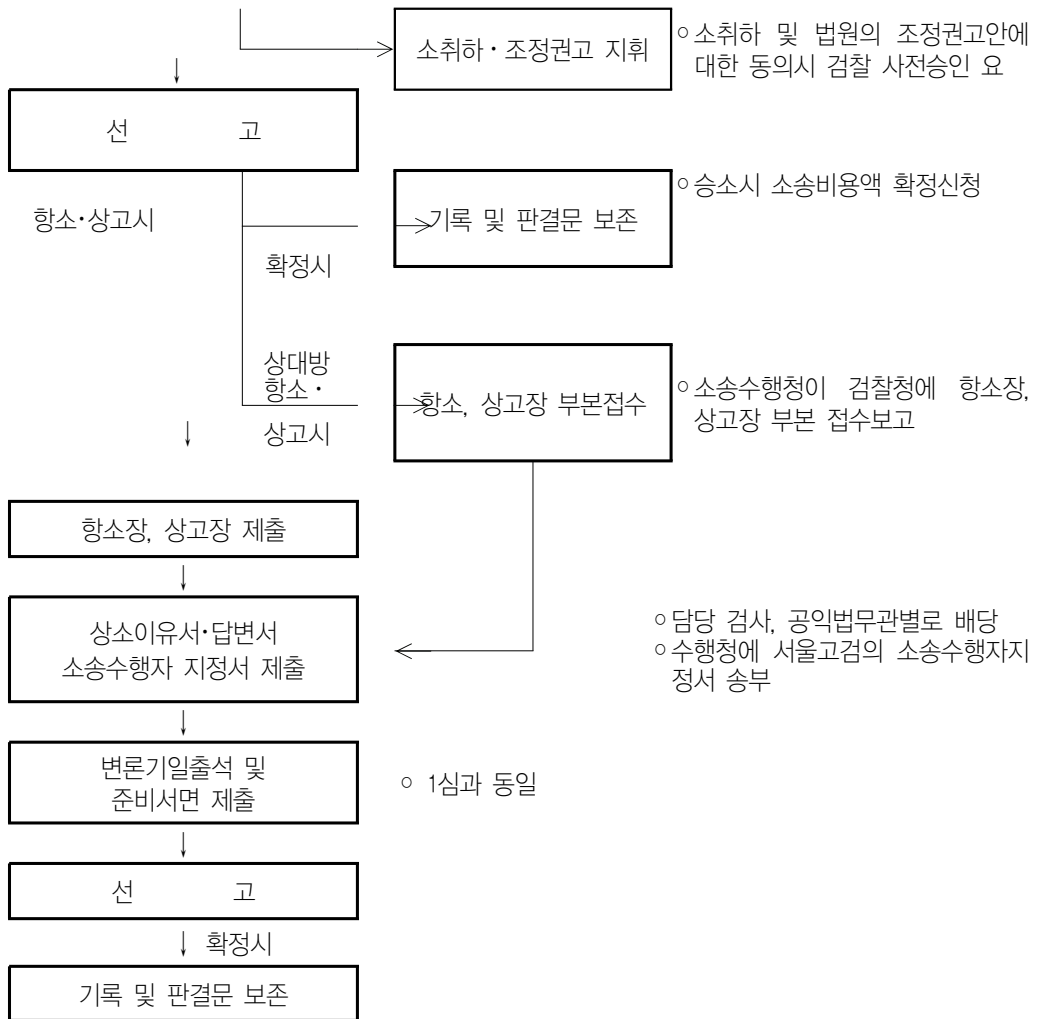 소취하·조정권고 지휘
○ 소취하 및 법원의 조정권고안에
대한 동의시 검찰 사전승인 요
선 고
항소·상고시
확정시
기록 및 판결문 보존
○ 승소시 소송비용액 확정신청
상대방
항소·
상고시
항소, 상고장 부본접수
○ 소송수행청이 검찰청에 항소장,
상고장 부본 접수보고
항소장, 상고장 제출
상소이유서·답변서
소송수행자 지정서 제출
○ 담당 검사, 공익법무관별로 배당
○ 수행청에 서울고검의 소송수행자지
정서 송부
변론기일출석 및
준비서면 제출
○ 1심과 동일
선 고
확정시
기록 및 판결문 보존